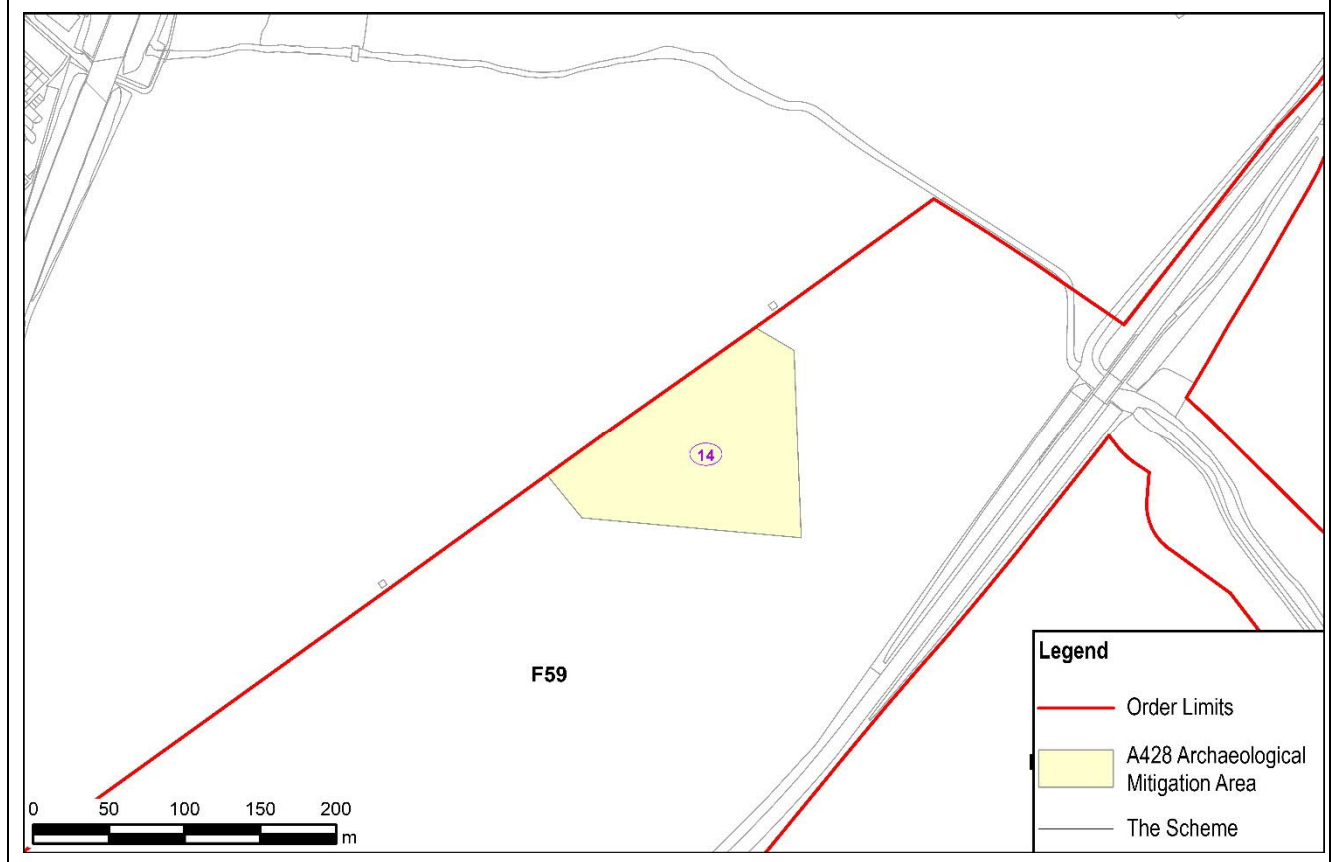 14
F59
0 50 100 150 200
m
Legend
Order Limits
A428 Archaeological
Mitigation Area
The Scheme